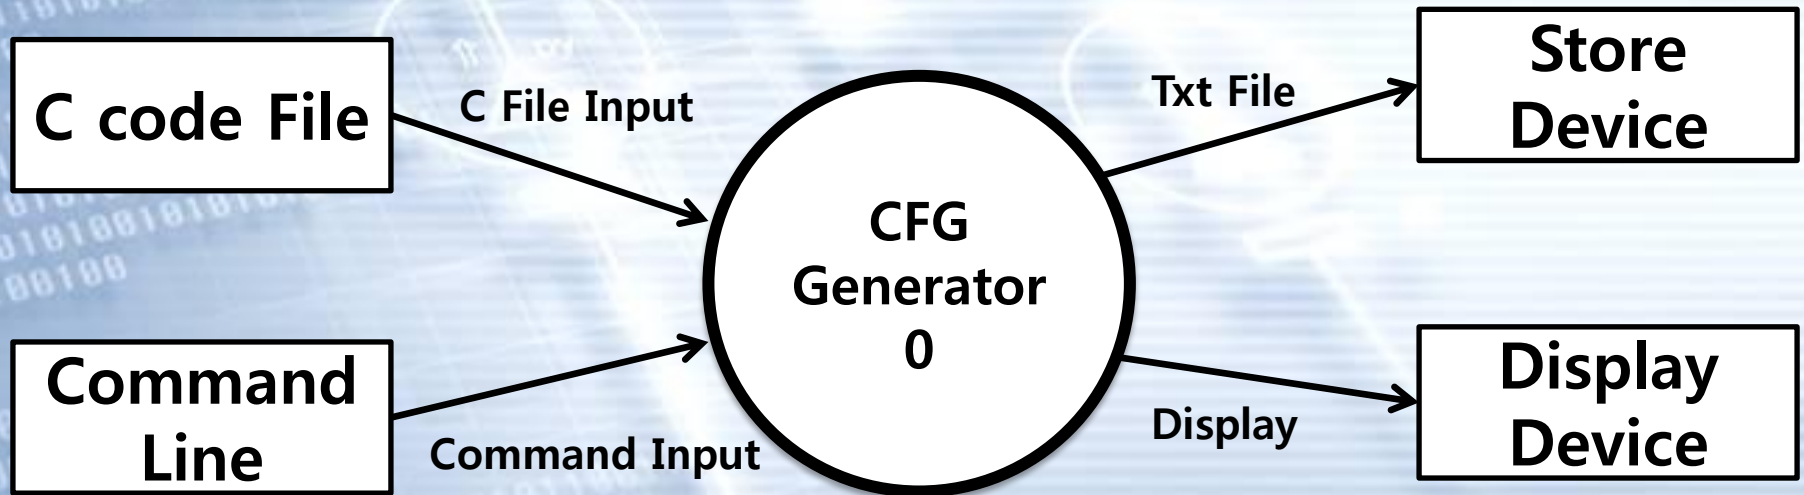 C code File
C File Input
Txt File
Store
Device
CFG
Generator
0
Command
Line
Command Input
Display
Display
Device